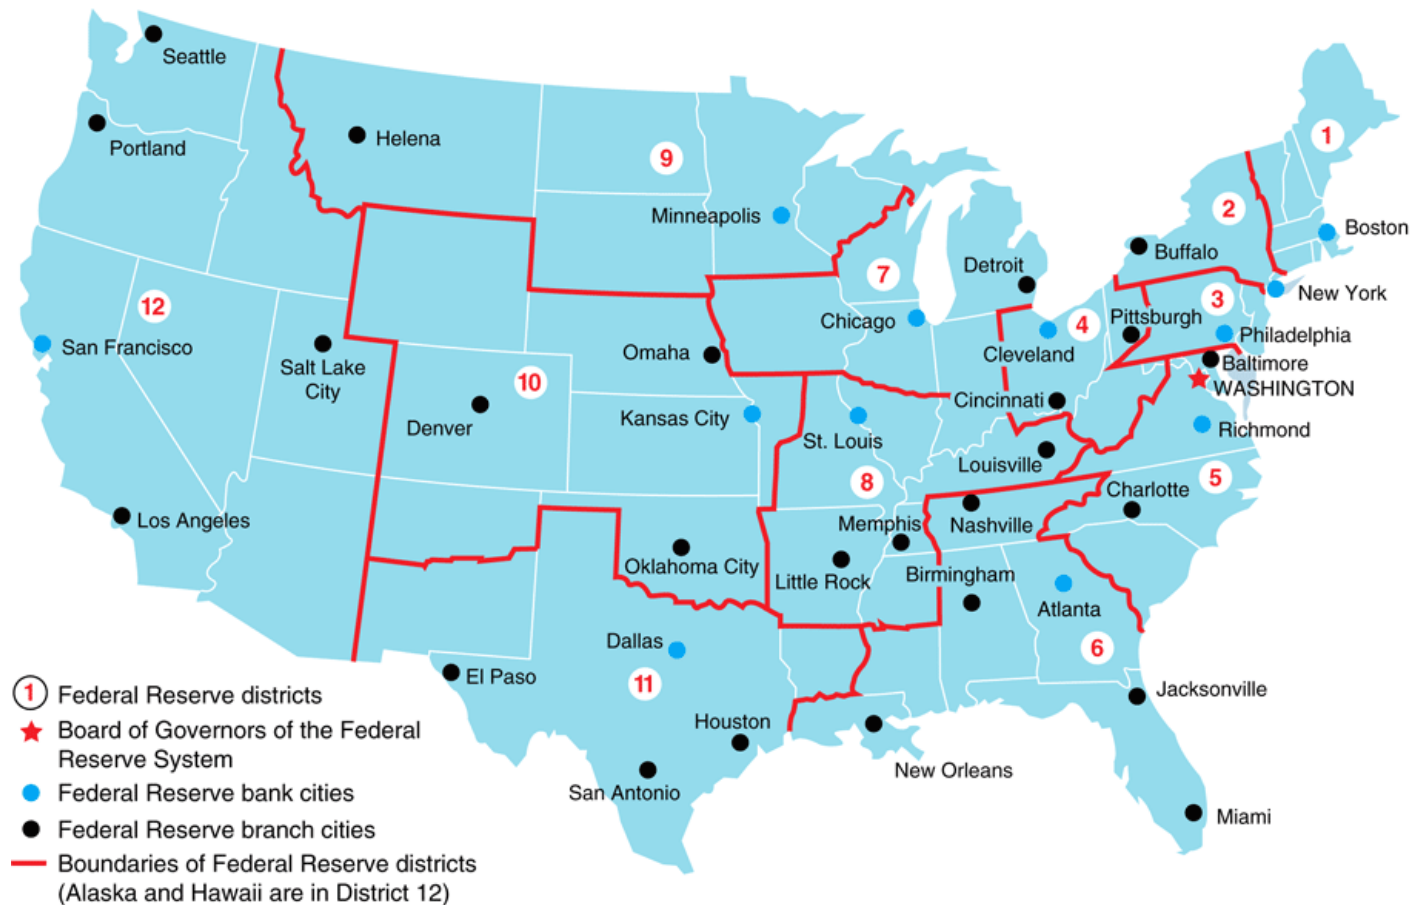 Seattle
Portland
Helena
9
Minneapolis
1
2
Boston
Buffalo
Detroit
7
12
3
New York
4
Pittsburgh
Chicago
Philadelphia
San Francisco
Cleveland
Omaha
Baltimore
Salt Lake
City
10
WASHINGTON
Cincinnati
Denver
Kansas City
St. Louis
Richmond
Louisville
8
5
Charlotte
Los Angeles
Memphis
Nashville
Oklahoma City
Little Rock
Birmingham
Atlanta
Dallas
6
El Paso
11
Jacksonville
Houston
New Orleans
San Antonio
Miami
1 Federal Reserve districts
Board of Governors of the Federal
Reserve System
Federal Reserve bank cities
Federal Reserve branch cities
Boundaries of Federal Reserve districts
(Alaska and Hawaii are in District 12)